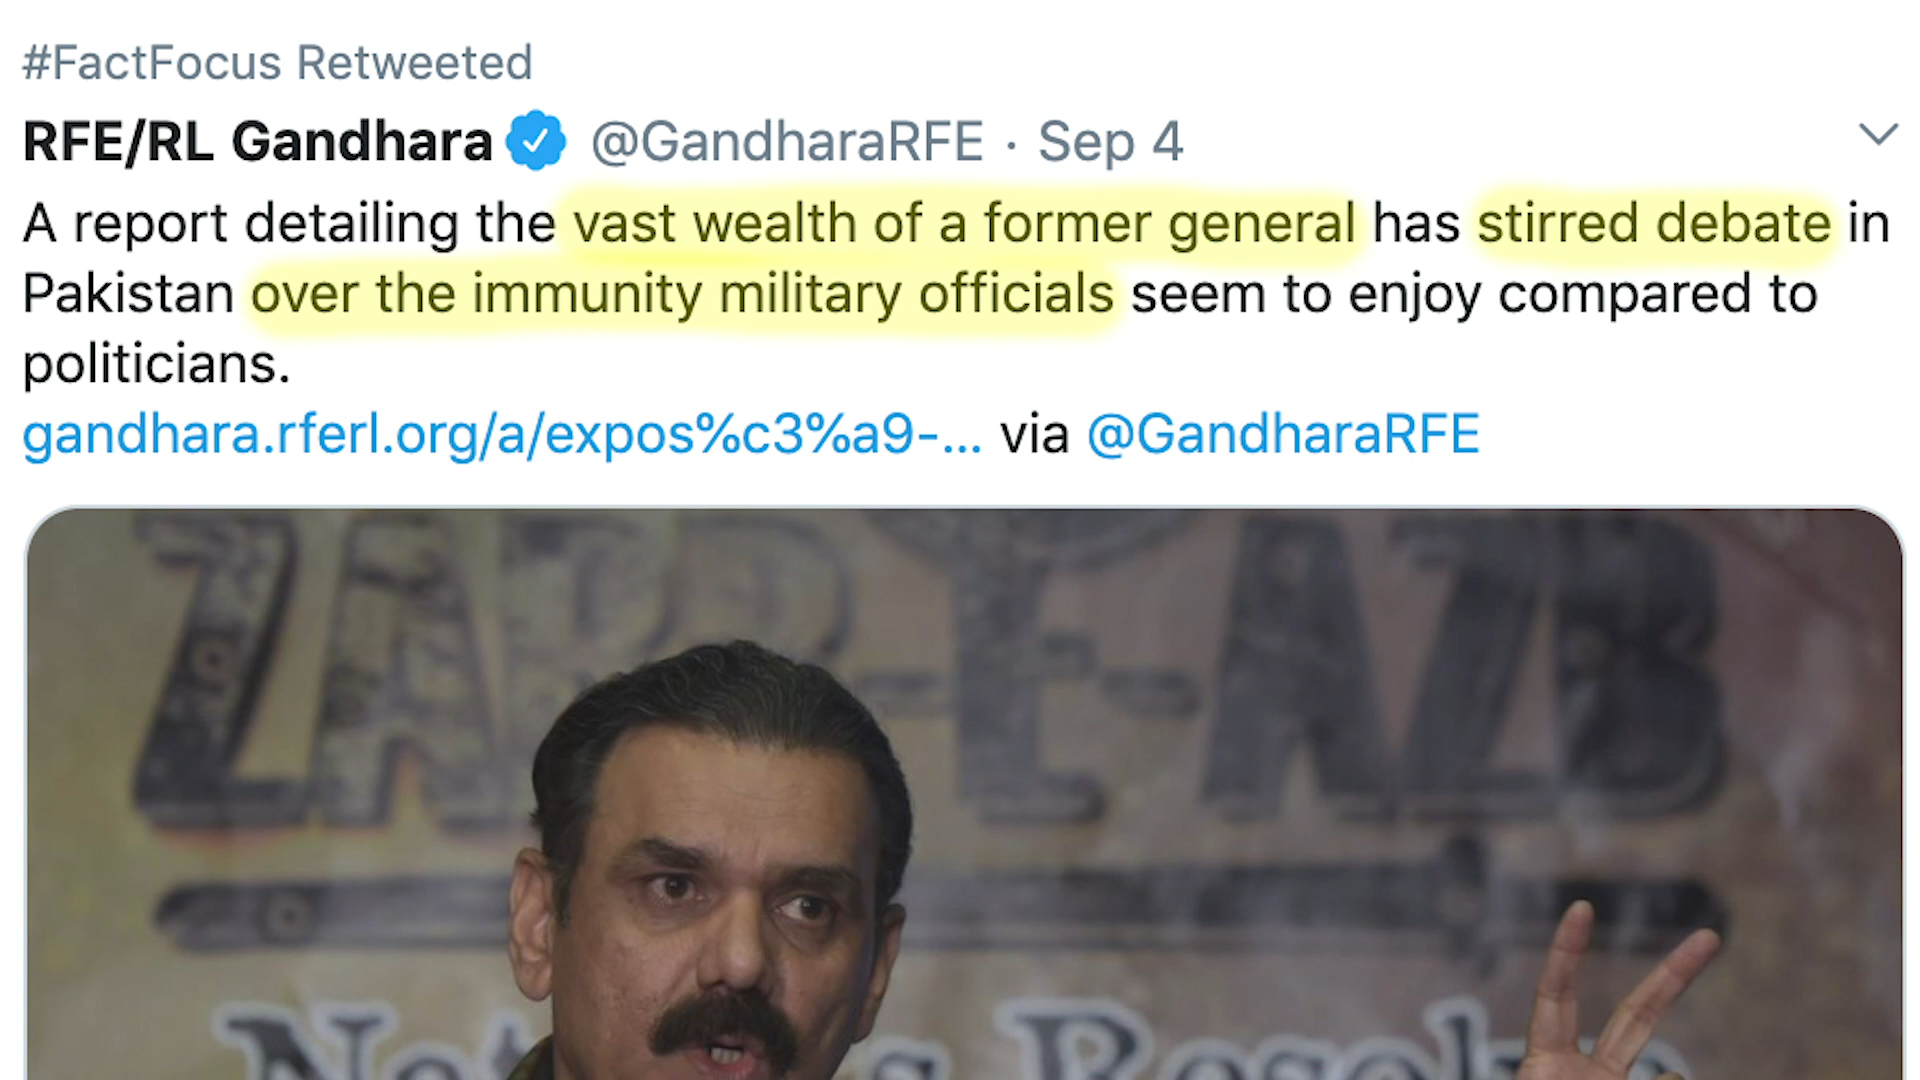 #FactFocus Retweeted
RFE/RL Gandhara @GandharaRFE · Sep 4
A report detailing the vast wealth of a former general has stirred debate in
Pakistan over the immunity military officials seem to enjoy compared to
politicians.
gandhara.rferl.org/a/expos%c3%a9-... via @GandharaRFE
ZARB-E-AZB